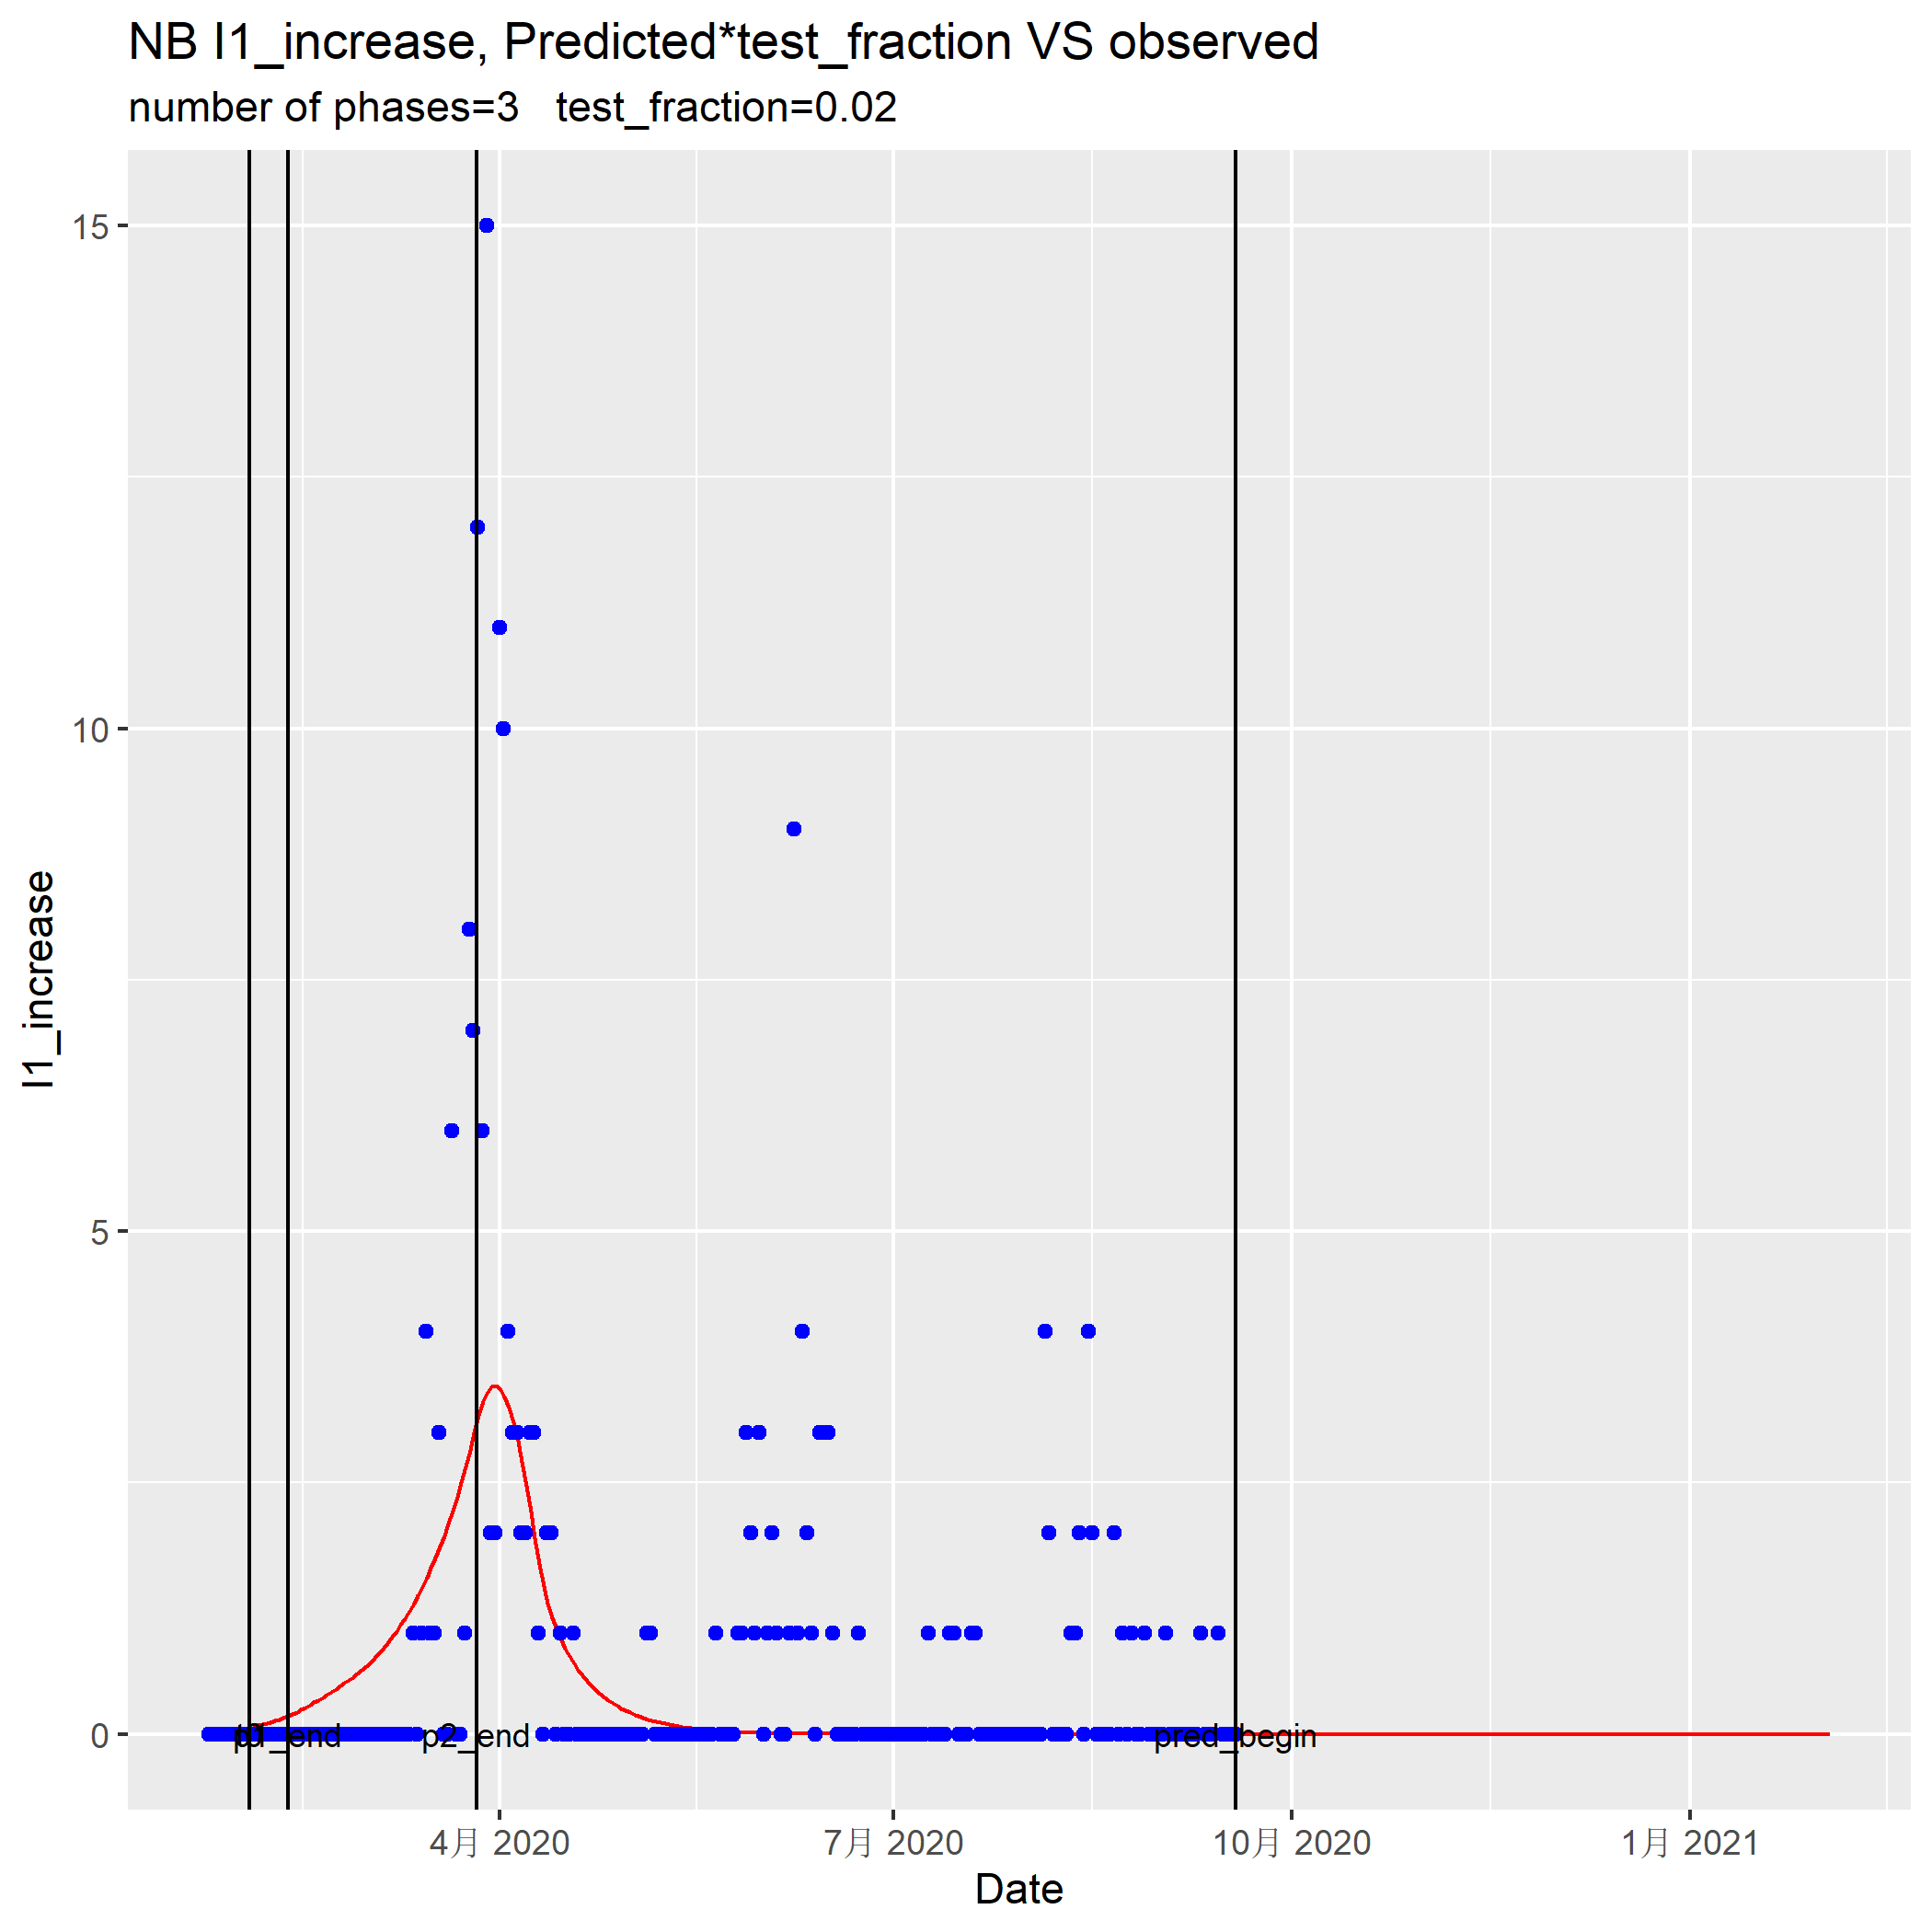 NB I1_increase, Predicted*test_fraction VS observed
number of phases=3 test_fraction=0.02
15
10
5
0
I1_increase
p1_end
p2_end
pred_begin
4月 2020
7月 2020
10月 2020
1月 2021
Date